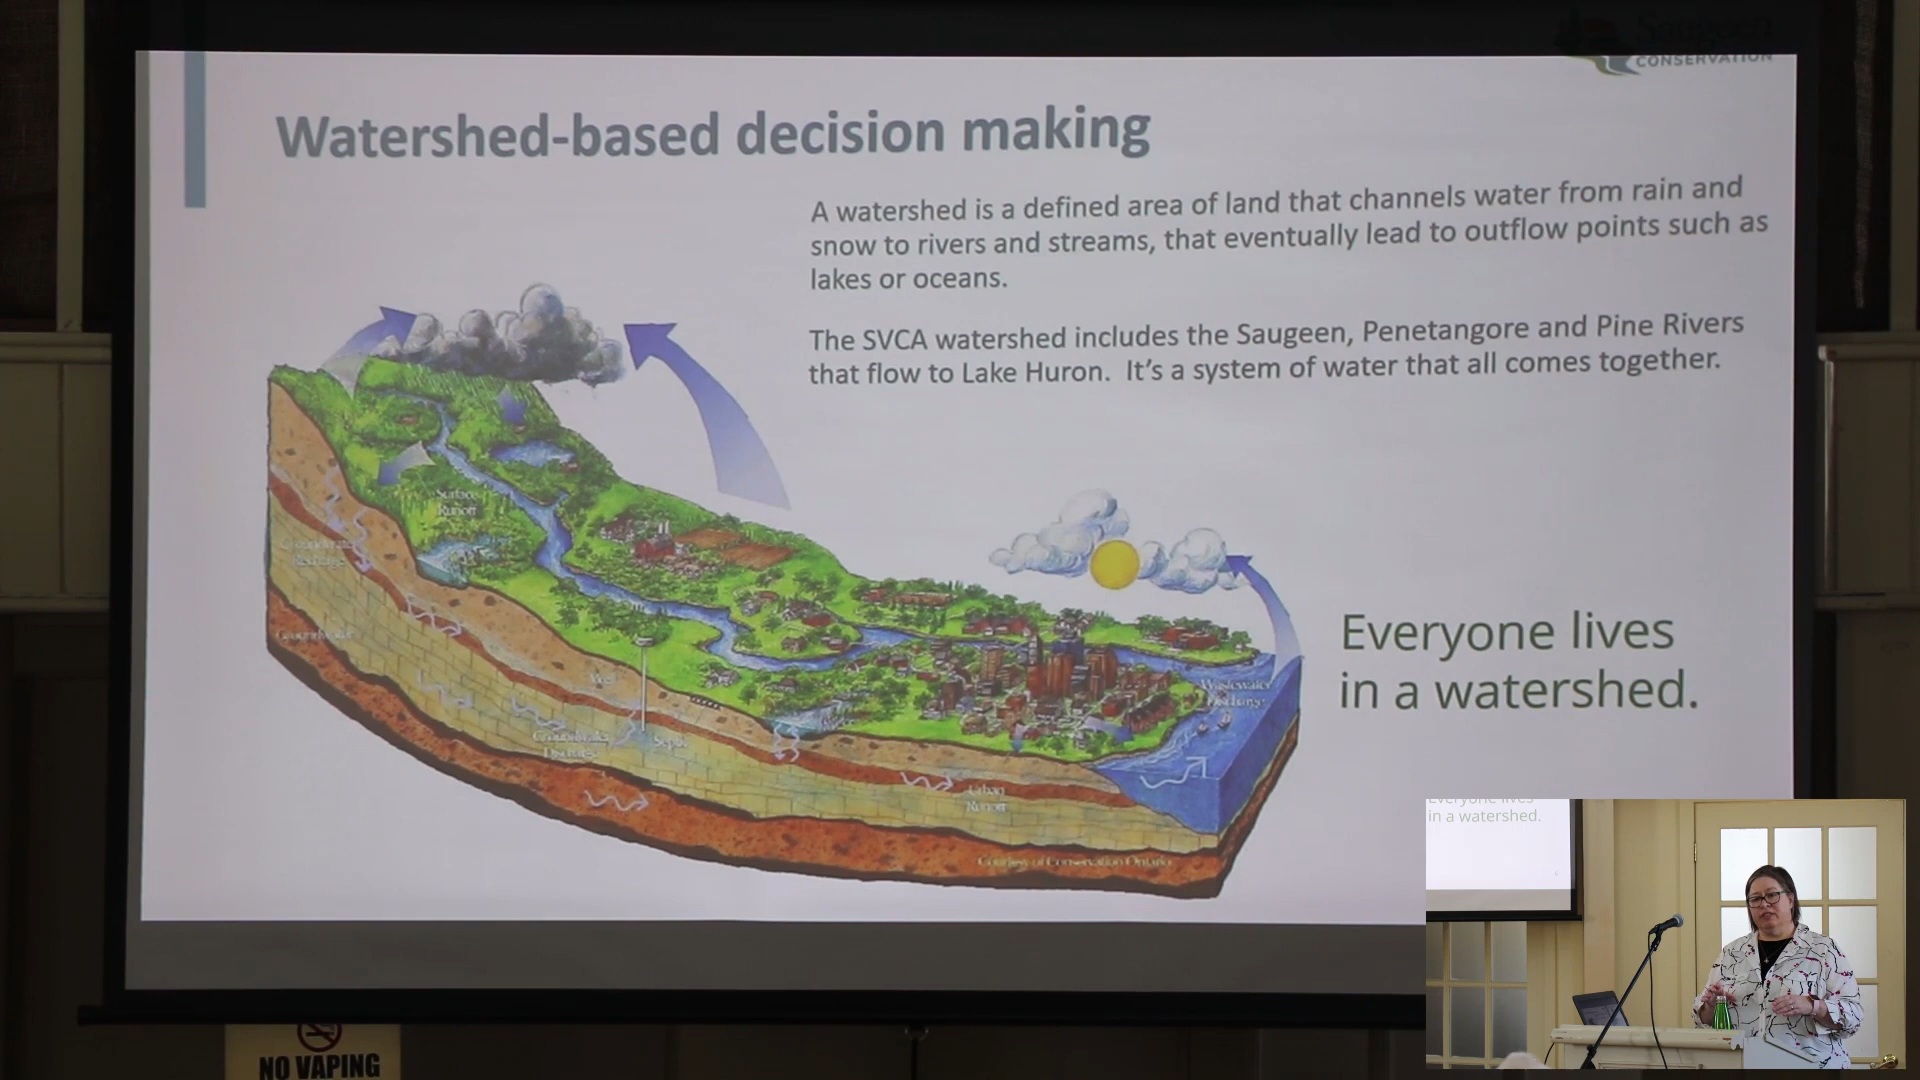 Saugeen
CONSERVATION
Watershed-based decision making
A watershed is a defined area of land that channels water from rain and
snow to rivers and streams, that eventually lead to outflow points such as
lakes or oceans.
The SVCA watershed includes the Saugeen, Penetangore and Pine Rivers
that flow to Lake Huron. It's a system of water that all comes together.
Surface
Runoff
Groundwater
Well
Groundwater
Discharge
Septic
Urban
Runoff
Wastewater
Discharge
Courtesy of Conservation Ontario
Everyone lives
in a watershed.
Everyone lives
in a watershed.
NO VAPING